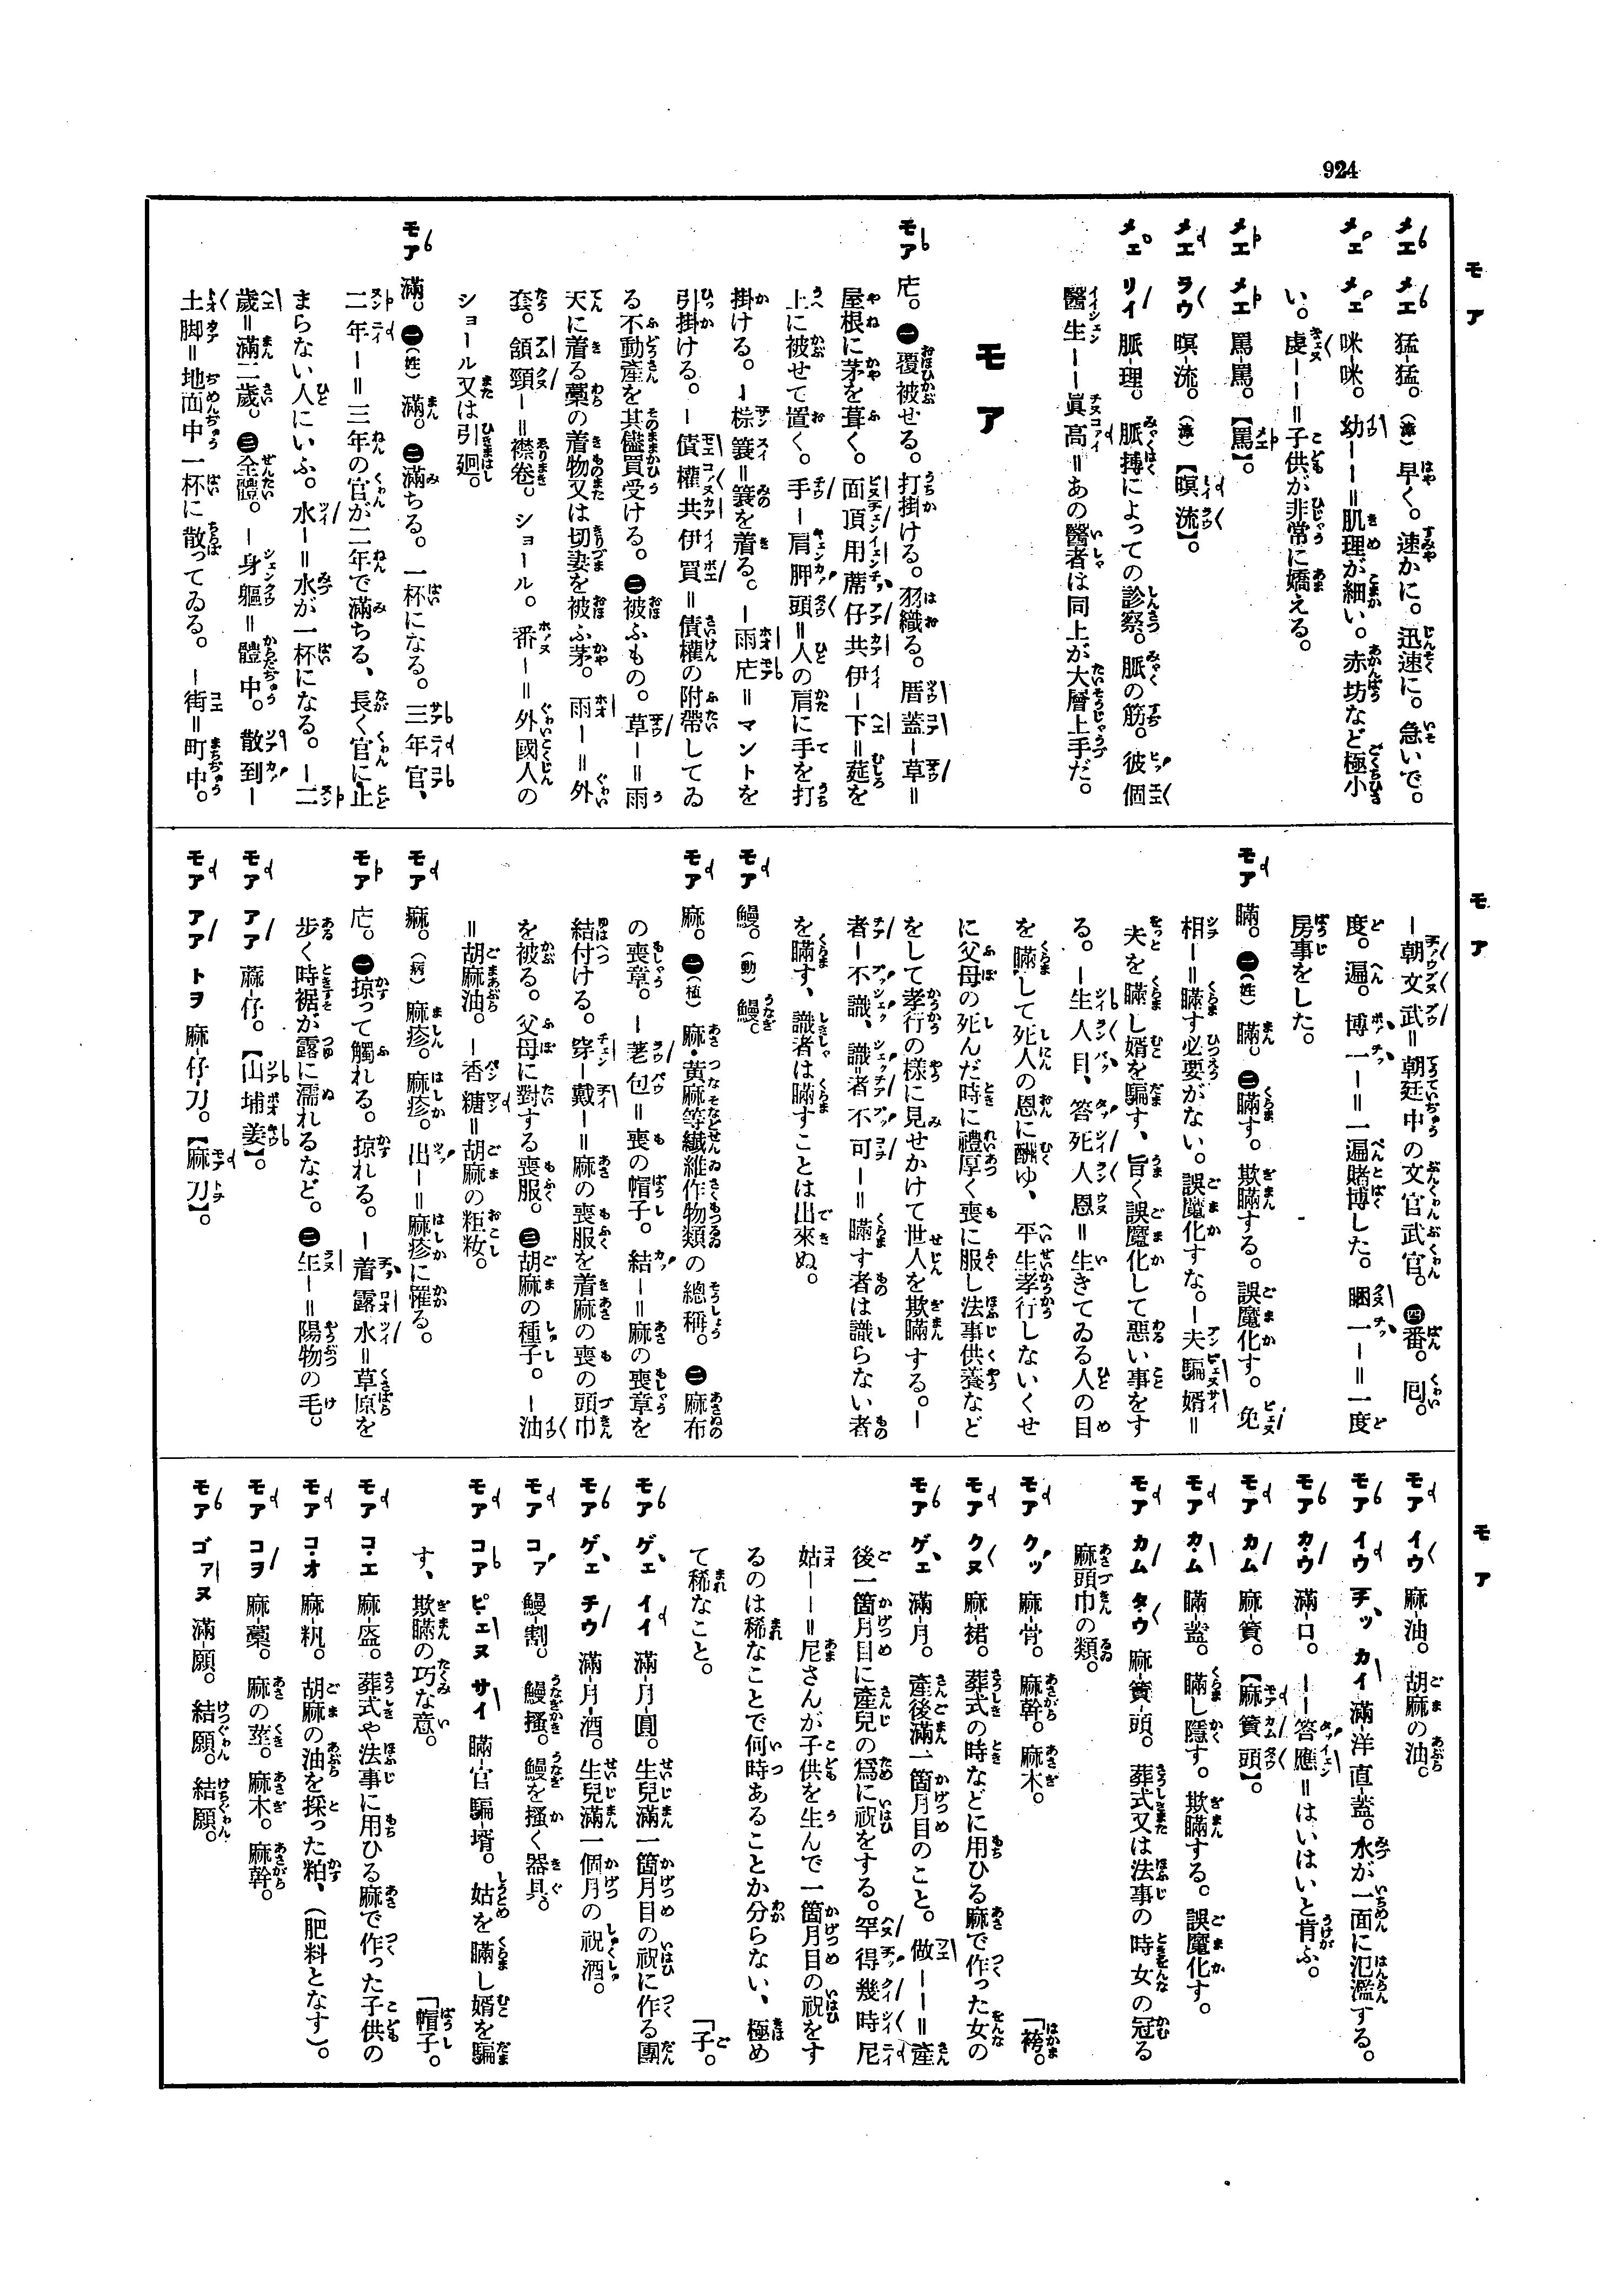 924
モア
メエ メエ 猛-猛。(漳)早く。速かに。迅速に。急いで。
メェ メェ 咪-咪。幼ーー＝肌理が細い。赤坊など極小
い。ーー＝子供が非常に嬌える。
メエ メエ 罵-罵。【罵】。
メエ ラウ 暝-流。(漳)【暝流】。
メエ リイ 脈-理。脈搏によっての診察。脈の筋。彼個
醫生ーー眞高＝あの醫者は同上が大層上手だ。
モア
モア 㡯。㊀覆被せる。打掛ける。羽織る。厝蓋ー草＝
屋根に茅を葺く。面頂用蓆仔共伊ー下＝莚を
上に被せて置く。手ー肩胛頭＝人の肩に手を打
掛ける。ー棕簑＝簑を着る。ー雨㡯＝マントを
引掛ける。ー債權共伊買＝債權の附帶してゐ
る不動產を其儘買受ける。㊁被ふもの。草ー＝雨
天に着る藁の着物又は切妻を被ふ茅。雨ー＝外
套。頷頸ー＝襟卷。ショール。番ー＝外國人の
ショール又は引廻。
モア 滿。㊀(姓)滿。㊁滿ちる。一杯になる。三年官、
二年ー＝三年の官が二年で滿ちる、長く官に止
まらない人にいふ。水ー＝水が一杯になる。ー二
歲＝滿二歲。㊂全體。ー身軀＝體中。散到ー
土脚＝地面中一杯に散ってゐる。ー街＝町中。
モア
ー朝文武＝朝廷中の文官武官。㊃番。囘。
度。遍。博一ー＝一遍賭博した。一ー＝一度
房事をした。
モア 瞞。㊀(姓)瞞。㊁瞞す。欺瞞する。誤魔化す。免
相ー＝瞞す必要がない。誤魔化すな。ー夫騙婿＝
夫を瞞し婿を騙す、旨く誤魔化して惡い事をす
る。ー生人目、答死人恩＝生きてゐる人の目
を瞞して死人の恩に酬ゆ、平生孝行しないくせ
に父母の死んだ時に禮厚く喪に服し法事供養など
をして孝行の樣に見せかけて世人を欺瞞する。ー
者ー不識、識者不可ー＝瞞す者は識らない者
を瞞す、識者は瞞すことは出來ぬ。
モア 鰻。(動)鰻。
モア 麻。㊀(植)麻・黃麻等纖維作物類の總稱。㊁麻布
の喪章。ー荖包＝喪の帽子。結ー＝麻の喪章を
結付ける。穿ー戴ー＝麻の喪服を着麻の喪の頭巾
を被る。父母に對する喪服。㊂胡麻の種子。ー油
＝胡麻油。ー香糖＝胡麻の粔籹。
モア 痲。(病)麻疹。麻疹。出ー＝麻疹に罹る。
モア 㡯。㊀掠って觸れる。掠れる。ー着露水＝草原を
步く時裾が露に濡れるなど。㊁ー＝陽物の毛。
モア アア 蔴-仔。【山埔姜】。
モア アア トヲ 麻-仔-刀。【麻刀】。
モア
モア イウ 麻-油。胡麻の油。
モア イウ チッ カイ 滿-洋-直-蓋。水が一面に氾濫する。
モア カウ 滿-口。ーー答應＝はいはいと肯ふ。
モア カム 麻-簣。【麻簣頭】。
モア カム 瞞-蓋。瞞し隱す。欺瞞する。誤魔化す。
モア カム タウ 麻-簣-頭。葬式又は法事の時女の冠る
麻頭巾の類。
モア クッ 麻-骨。麻幹。麻木。
モア クヌ 麻-裙。葬式の時などに用ひる麻で作った女の
「袴。
モア ゲェ 滿-月。產後滿一箇月目のこと。做ーー＝產
後一箇月目に產兒の爲に祝をする。罕得幾時尼
姑ーー＝尼さんが子供を生んで一箇月目の祝をす
るのは稀なことで何時あることか分らない、極め
て稀なこと。
「子。
モア ゲェ イイ 滿-月-圓。生兒滿一箇月目の祝に作る團
モア ゲェ チウ 滿-月-酒。生兒滿一個月の祝酒。
モア コァ 鰻-割。鰻搔。鰻を搔く器具。
モア コア ピェヌ サイ 瞞-官-騙-壻。姑を瞞し婿を騙
す、欺瞞の巧な意。
「帽子。
モア コエ 麻-盔。葬式や法事に用ひる麻で作った子供の
モア コオ 麻-𥹢。胡麻の油を採った粕、(肥料となす)。
モア コヲ 麻-藁。麻の莖。麻木。麻幹。
モア ゴァヌ 滿-願。結願。結願。